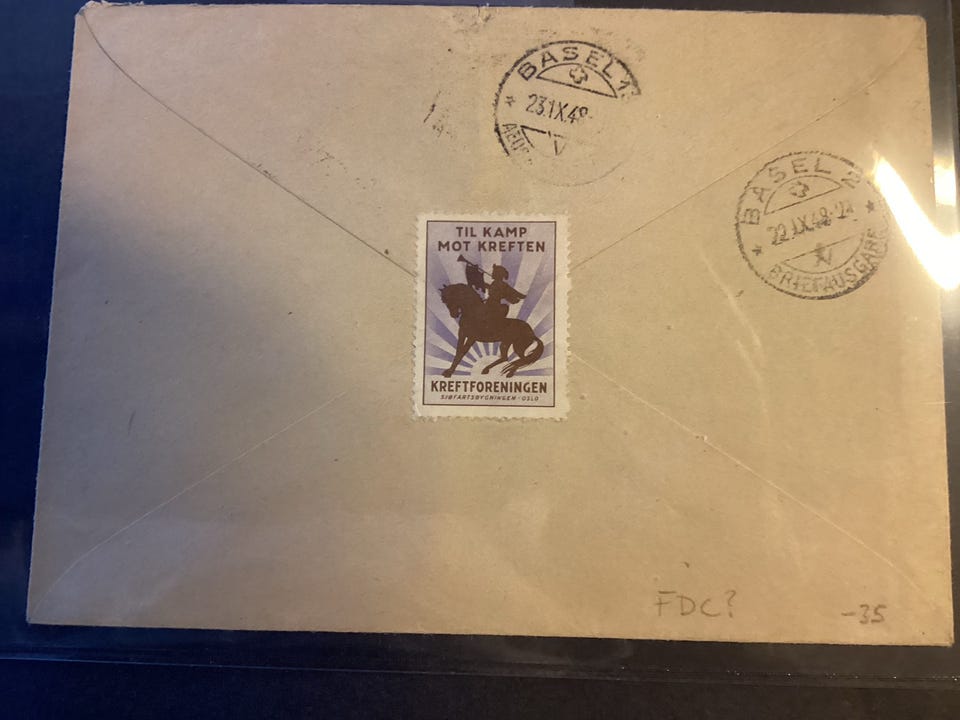 BASEL 1
23.IX.48
V
BASEL 2
22.IX.48-21
BRIEFAUSGABE
TIL KAMP
MOT KREFTEN
KREFTFORENINGEN
SJØFARTSBYGNINGEN - OSLO
FDC?
-35